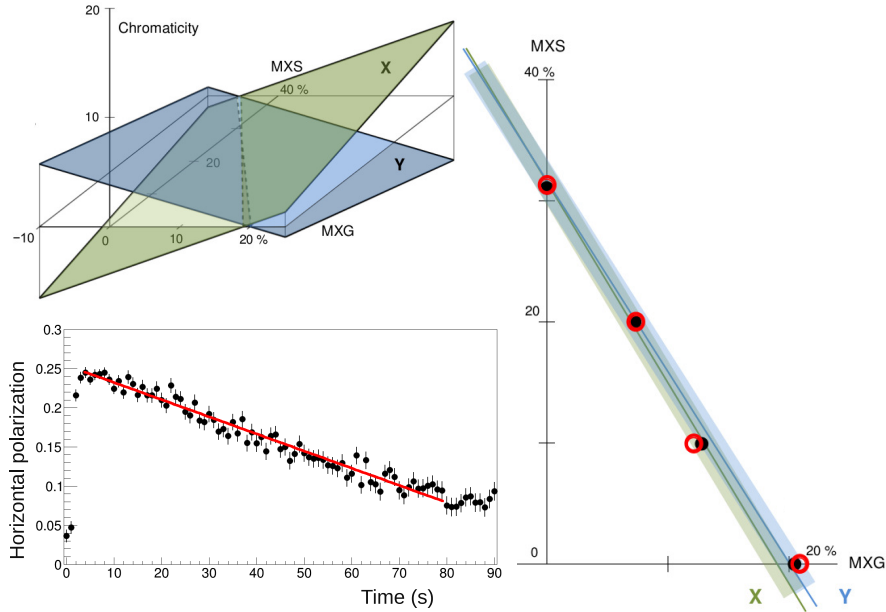 20
Chromaticity
MXS
X
40 %
10
20
Y
−10
0
10
20 %
MXG
MXS
40 %
20
0
20 %
MXG
X
Y
Horizontal polarization
0.3
0.25
0.2
0.15
0.1
0.05
0
0 10 20 30 40 50 60 70 80 90
Time (s)